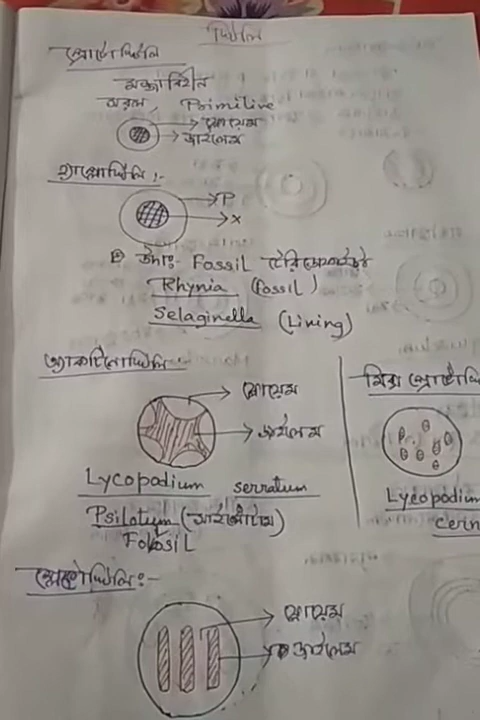 ষ্টিলি
প্রোটোষ্টিলি
মজ্জাবিহীন
সরল, Primitive
ফ্লোয়েম
জাইলেম
হ্যাপ্লোষ্টিলি:-
P
X
উদাঃ- Fossil টেরিডোফাইট
Rhynia (Fossil)
Selaginella (Living)
অ্যাকটিনোষ্টিলি
ফ্লোয়েম
জাইলেম
Lycopodium serratum
Psilotum
Fossil
মিশ্র প্রোটোষ্টি
Lycopodium
cern
প্লেক্টোষ্টিলি:-
ফ্লোয়েম
জাইলেম